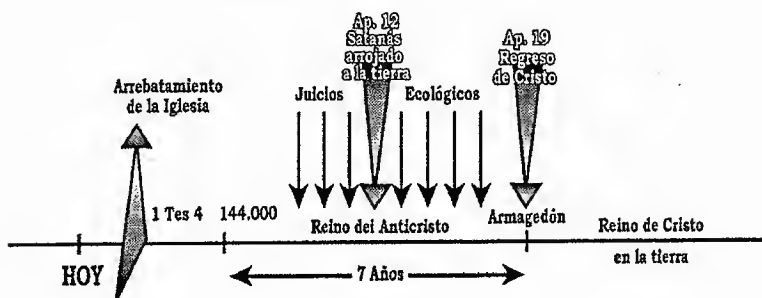 Ap. 12
Satanás
arrojado
a la tierra
Ap. 19
Regreso
de Cristo
Arrebatamiento
de la Iglesia
Juicios
Ecológicos
1 Tes 4
144.000
Reino del Anticristo
Armagedón
Reino de Cristo
en la tierra
HOY
7 Años